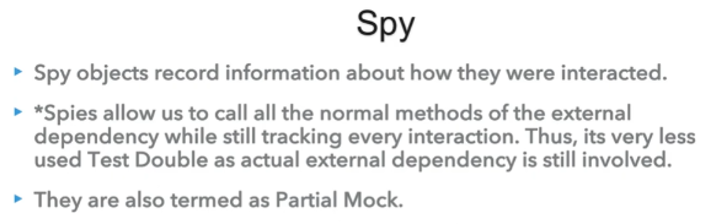 Spy
Spy objects record information about how they were interacted.
*Spies allow us to call all the normal methods of the external
dependency while still tracking every interaction. Thus, its very less
used Test Double as actual external dependency is still involved.
They are also termed as Partial Mock.